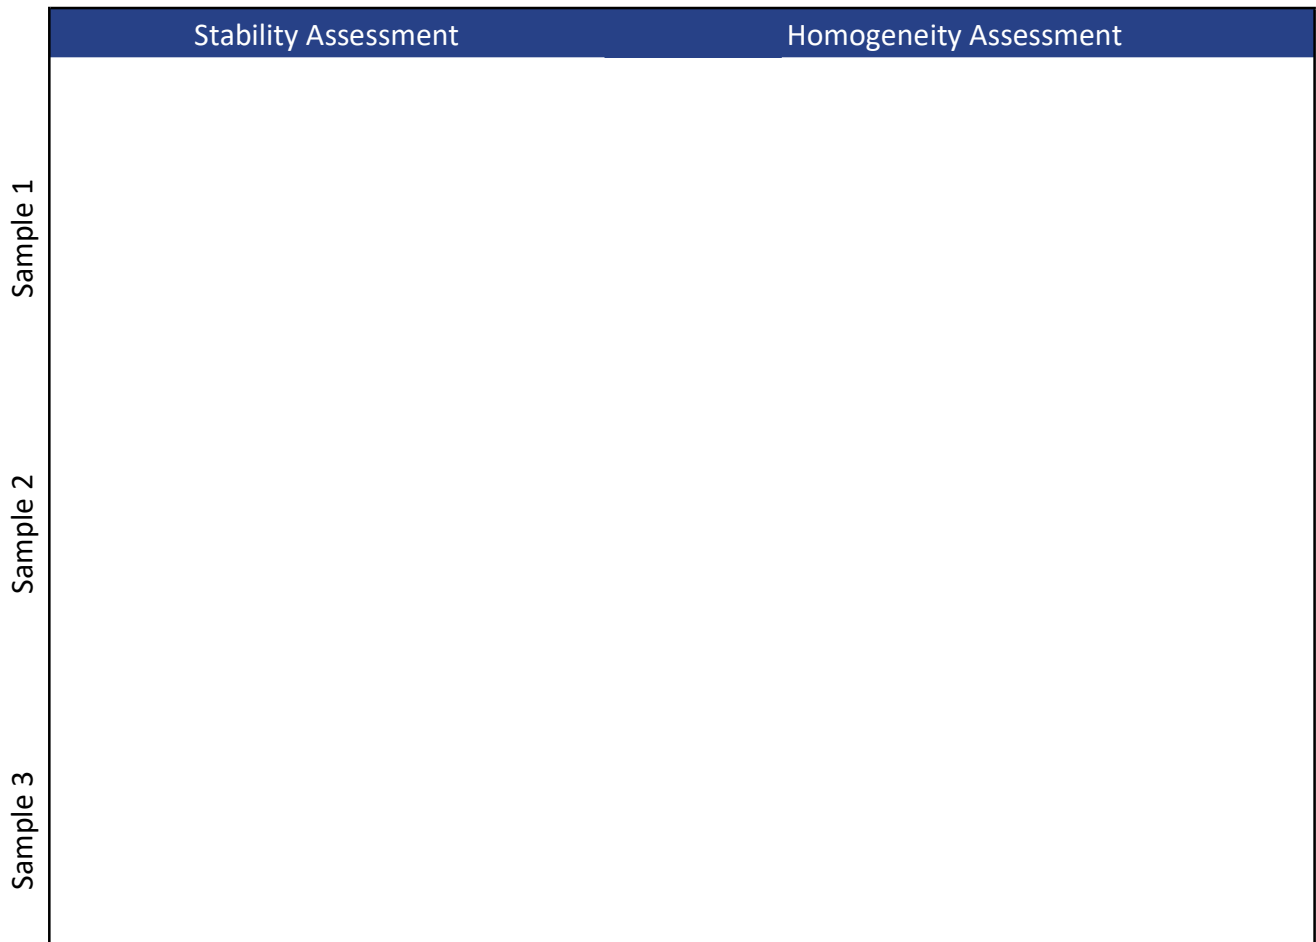 Stability Assessment
Homogeneity Assessment
Sample 1
Sample 2
Sample 3